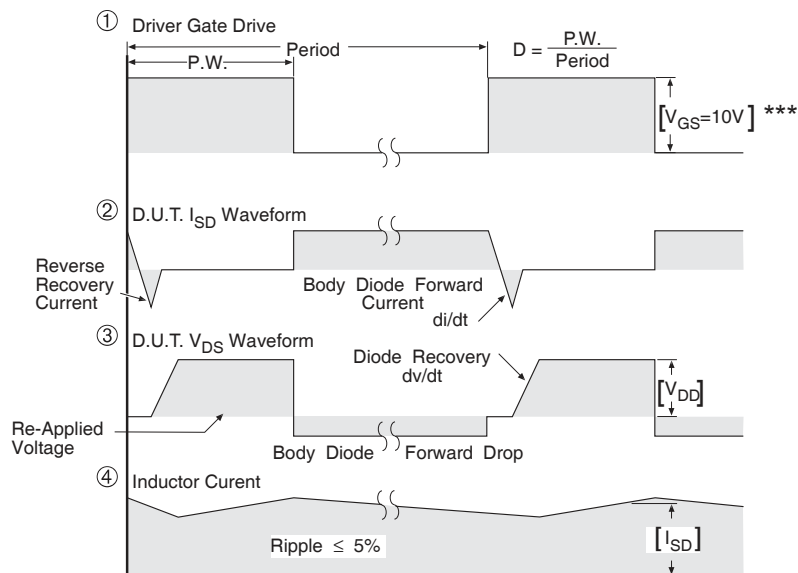 ① Driver Gate Drive
Period
P.W.
D = P.W. / Period
[VGS=10V] ***
② D.U.T. ISD Waveform
Reverse
Recovery
Current
Body Diode Forward
Current
di/dt
③ D.U.T. VDS Waveform
Diode Recovery
dv/dt
[VDD]
Re-Applied
Voltage
Body Diode Forward Drop
④ Inductor Curent
Ripple ≤ 5%
[ISD]